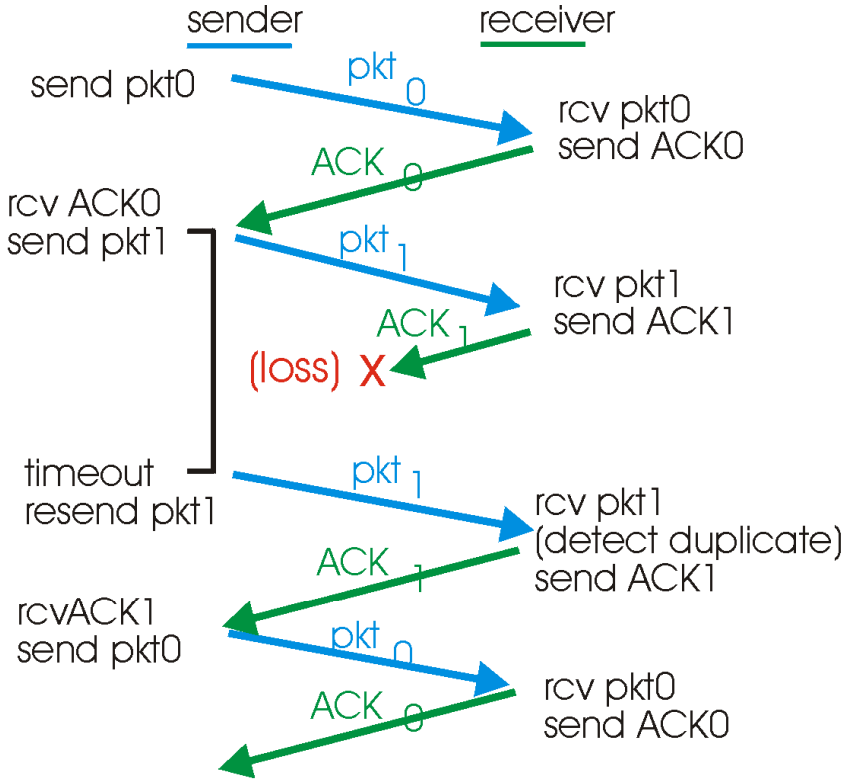 sender
receiver
send pkt0
pkt 0
rcv pkt0
send ACK0
ACK 0
rcv ACK0
send pkt1
pkt 1
rcv pkt1
send ACK1
ACK 1
(loss) X
timeout
resend pkt1
pkt 1
rcv pkt1
(detect duplicate)
send ACK1
ACK 1
rcvACK1
send pkt0
pkt 0
rcv pkt0
send ACK0
ACK 0